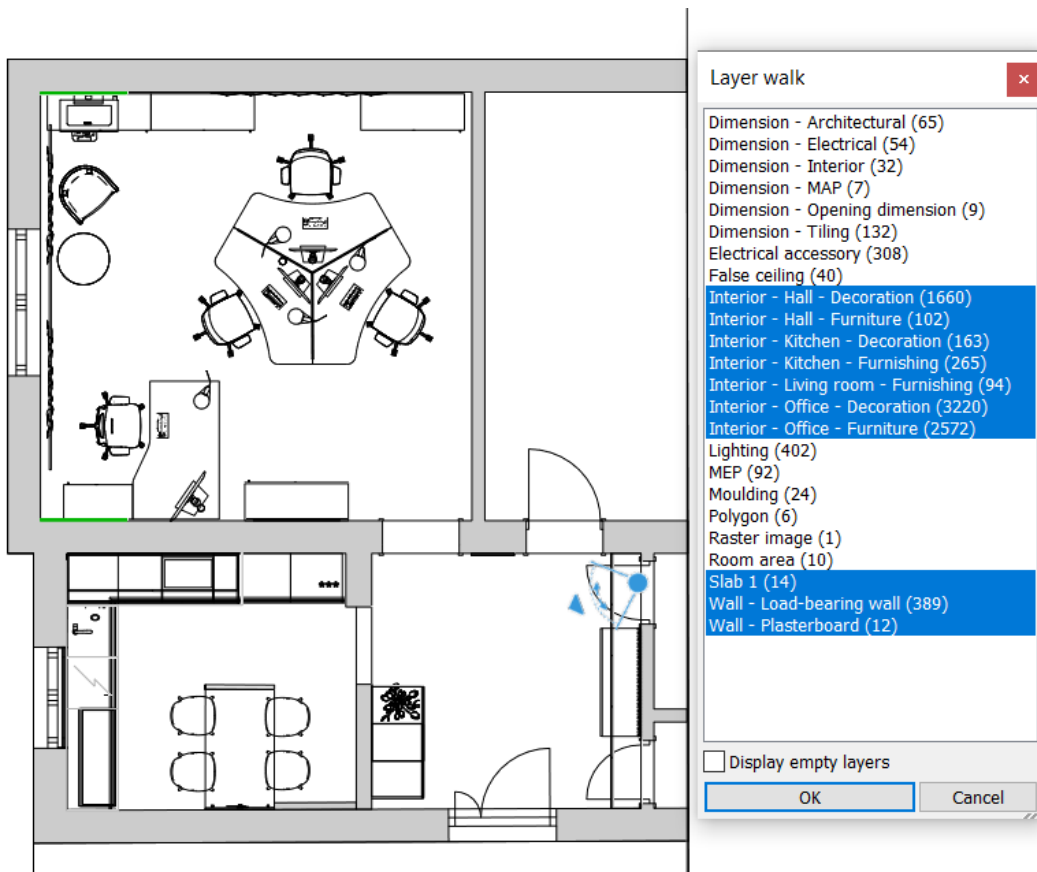 Layer walk
Dimension - Architectural (65)
Dimension - Electrical (54)
Dimension - Interior (32)
Dimension - MAP (7)
Dimension - Opening dimension (9)
Dimension - Tiling (132)
Electrical accessory (308)
False ceiling (40)
Interior - Hall - Decoration (1660)
Interior - Hall - Furniture (102)
Interior - Kitchen - Decoration (163)
Interior - Kitchen - Furnishing (265)
Interior - Living room - Furnishing (94)
Interior - Office - Decoration (3220)
Interior - Office - Furniture (2572)
Lighting (402)
MEP (92)
Moulding (24)
Polygon (6)
Raster image (1)
Room area (10)
Slab 1 (14)
Wall - Load-bearing wall (389)
Wall - Plasterboard (12)
Display empty layers
OK
Cancel